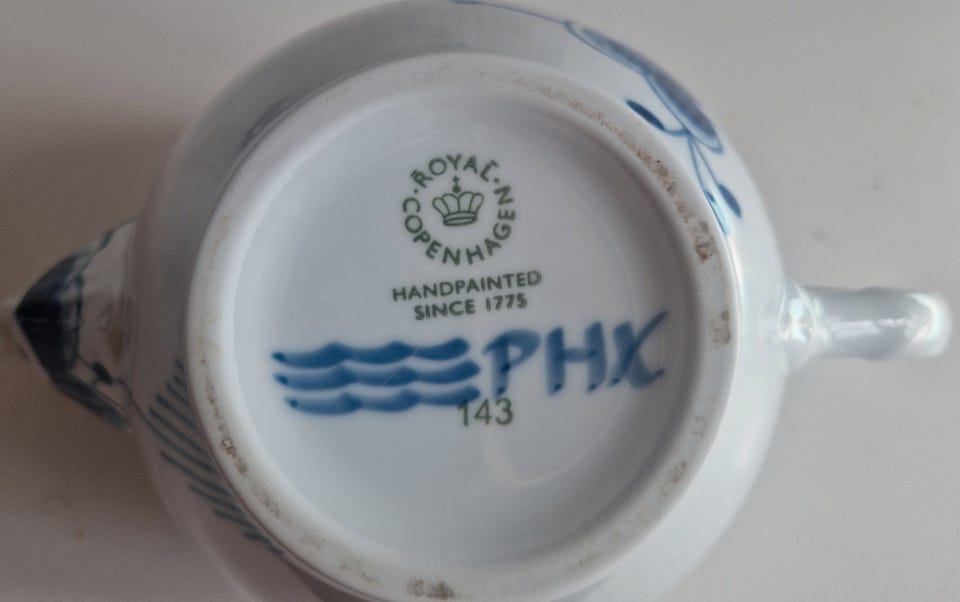 ROYAL COPENHAGEN
HANDPAINTED
SINCE 1775
PHX
143